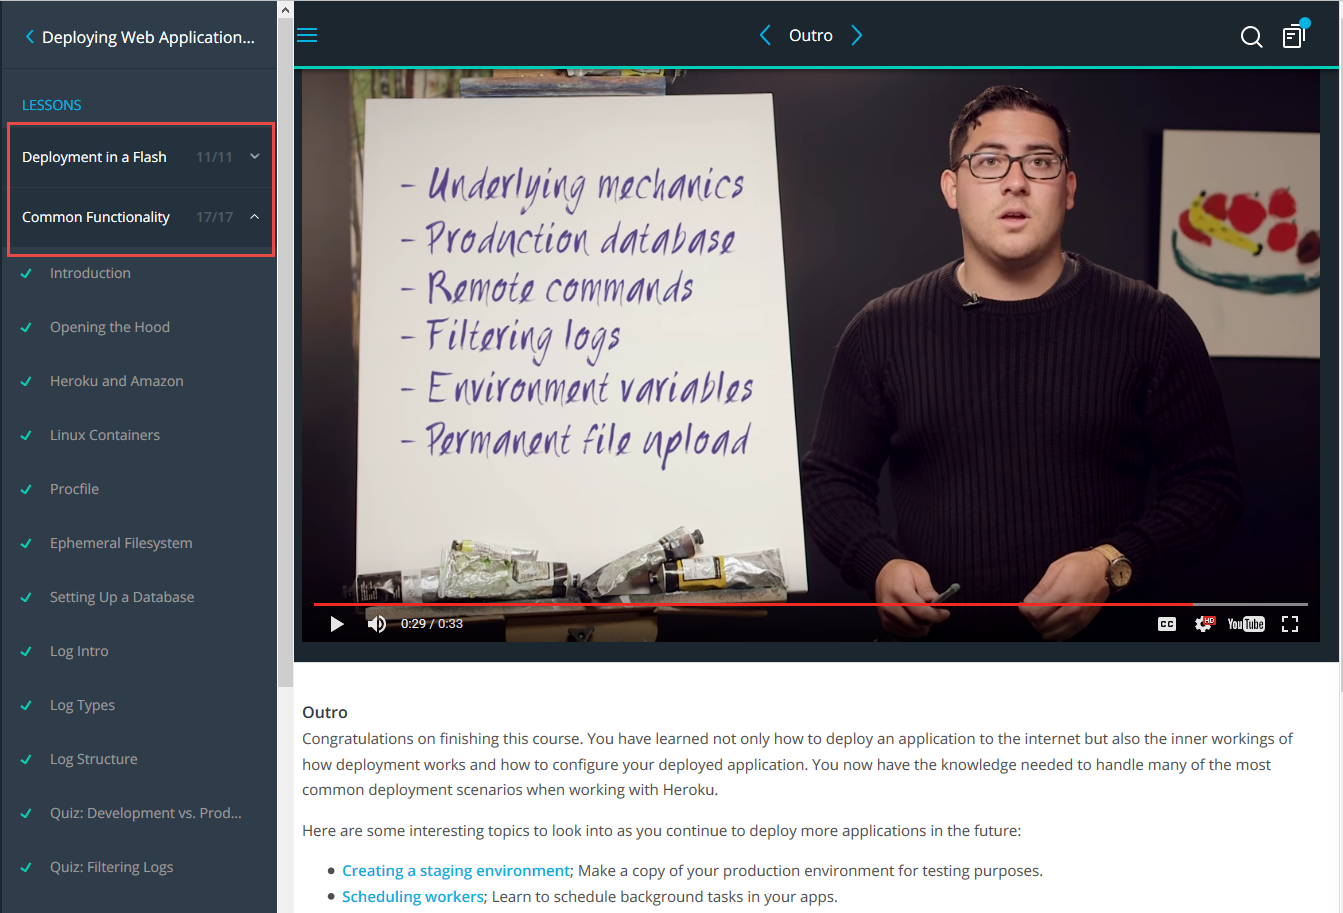 Deploying Web Application...
LESSONS
Deployment in a Flash 11/11
Common Functionality 17/17
Introduction
Opening the Hood
Heroku and Amazon
Linux Containers
Procfile
Ephemeral Filesystem
Setting Up a Database
Log Intro
Log Types
Log Structure
Quiz: Development vs. Prod...
Quiz: Filtering Logs
Outro
- Underlying mechanics
- Production database
- Remote commands
- Filtering logs
- Environment variables
- Permanent file upload
0:29 / 0:33
CC
HD
YouTube
Outro
Congratulations on finishing this course. You have learned not only how to deploy an application to the internet but also the inner workings of
how deployment works and how to configure your deployed application. You now have the knowledge needed to handle many of the most
common deployment scenarios when working with Heroku.
Here are some interesting topics to look into as you continue to deploy more applications in the future:
● Creating a staging environment; Make a copy of your production environment for testing purposes.
● Scheduling workers; Learn to schedule background tasks in your apps.